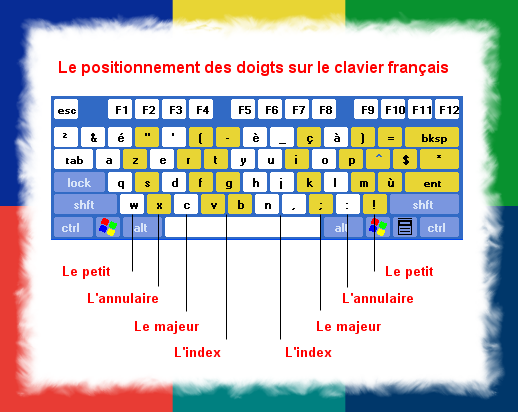 Le positionnement des doigts sur le clavier français
esc F1 F2 F3 F4 F5 F6 F7 F8 F9 F10 F11 F12
² & é " ' ( - è _ ç à ) = bksp
tab a z e r t y u i o p ^ $ *
lock q s d f g h j k l m ù ent
shft w x c v b n , ; : ! shft
ctrl alt alt ctrl
Le petit Le petit
L'annulaire L'annulaire
Le majeur Le majeur
L'index L'index